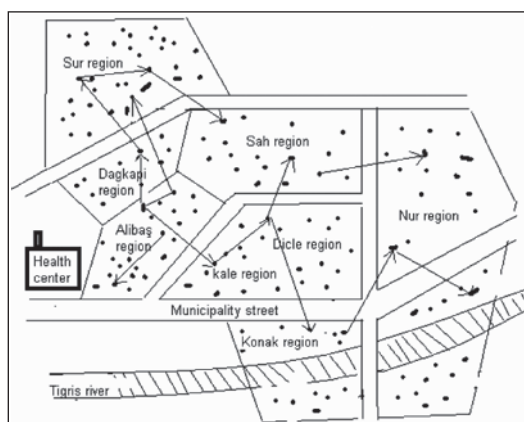 Sur region
Sah region
Dagkapi
region
Alibaş
region
Nur region
Health
center
Dicle region
kale region
Municipality street
Konak region
Tigris river